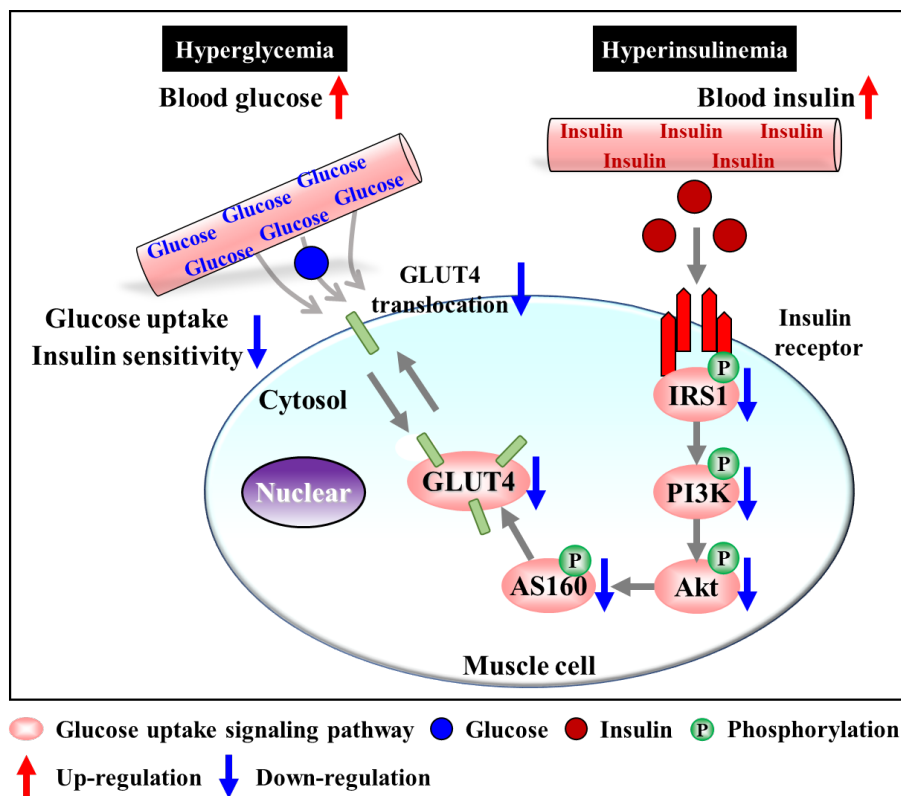 Hyperglycemia
Blood glucose
Hyperinsulinemia
Blood insulin
Insulin Insulin Insulin
Insulin Insulin
Glucose Glucose Glucose
Glucose Glucose Glucose
GLUT4
translocation
Glucose uptake
Insulin sensitivity
Insulin
receptor
P
IRS1
Cytosol
P
PI3K
GLUT4
Nuclear
P
AS160
P
Akt
Muscle cell
Glucose uptake signaling pathway Glucose Insulin P Phosphorylation
Up-regulation Down-regulation